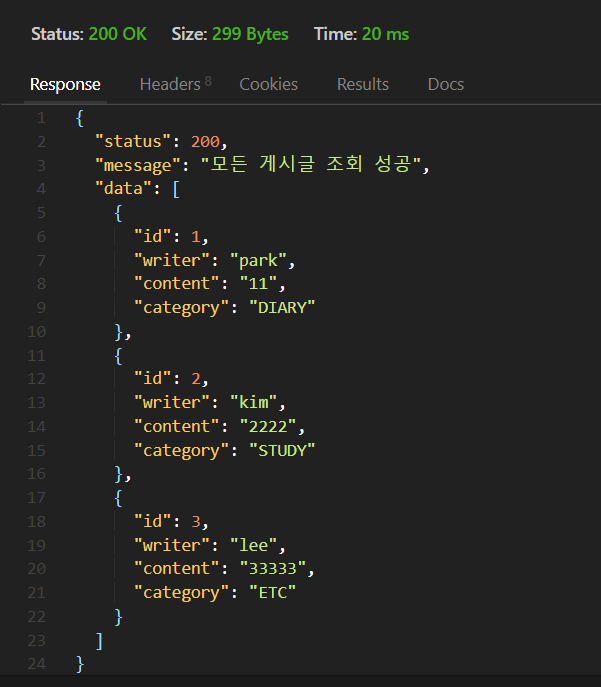 Status: 200 OK Size: 299 Bytes Time: 20 ms
Response Headers 8 Cookies Results Docs
1 {
2 "status": 200,
3 "message": "모든 게시글 조회 성공",
4 "data": [
5 {
6 "id": 1,
7 "writer": "park",
8 "content": "11",
9 "category": "DIARY"
10 },
11 {
12 "id": 2,
13 "writer": "kim",
14 "content": "2222",
15 "category": "STUDY"
16 },
17 {
18 "id": 3,
19 "writer": "lee",
20 "content": "33333",
21 "category": "ETC"
22 }
23 ]
24 }